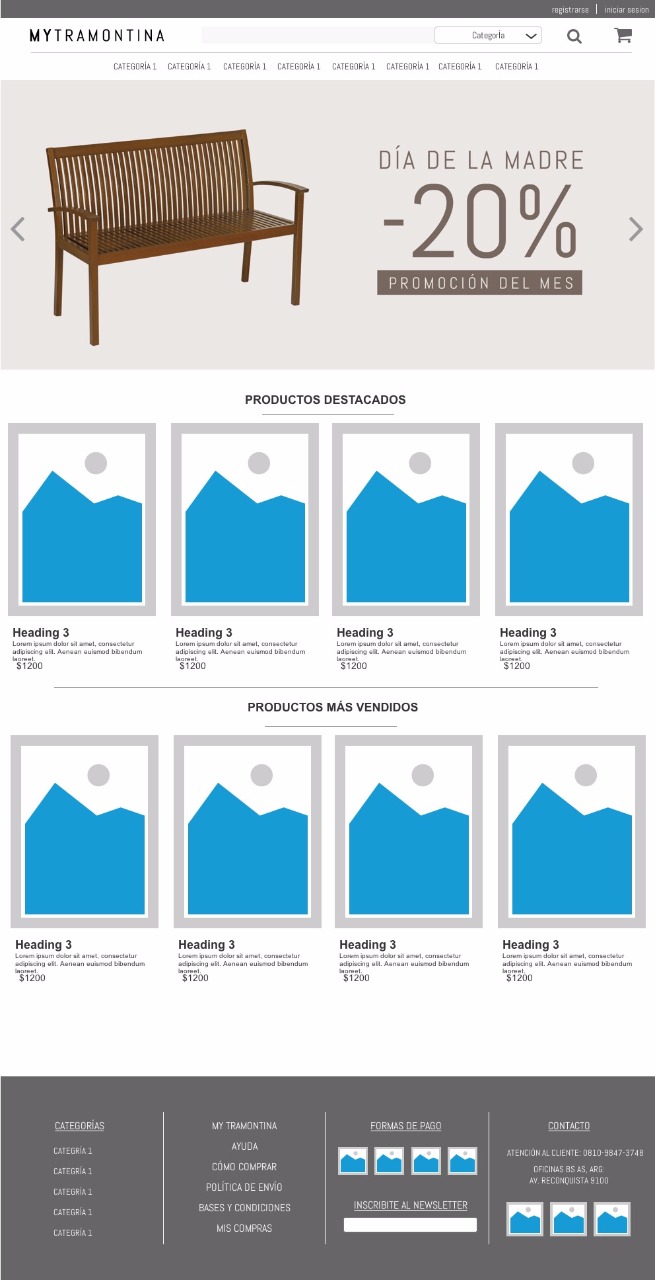 registrarse | iniciar sesion
MYTRAMONTINA
Categoría
CATEGORÍA 1 CATEGORÍA 1 CATEGORÍA 1 CATEGORÍA 1 CATEGORÍA 1 CATEGORÍA 1 CATEGORÍA 1 CATEGORÍA 1
DÍA DE LA MADRE
-20%
PROMOCIÓN DEL MES
PRODUCTOS DESTACADOS
Heading 3
Lorem ipsum dolor sit amet, consectetur
adipiscing elit. Aenean euismod bibendum
laoreet.
$1200
Heading 3
Lorem ipsum dolor sit amet, consectetur
adipiscing elit. Aenean euismod bibendum
laoreet.
$1200
Heading 3
Lorem ipsum dolor sit amet, consectetur
adipiscing elit. Aenean euismod bibendum
laoreet.
$1200
Heading 3
Lorem ipsum dolor sit amet, consectetur
adipiscing elit. Aenean euismod bibendum
laoreet.
$1200
PRODUCTOS MÁS VENDIDOS
Heading 3
Lorem ipsum dolor sit amet, consectetur
adipiscing elit. Aenean euismod bibendum
laoreet.
$1200
Heading 3
Lorem ipsum dolor sit amet, consectetur
adipiscing elit. Aenean euismod bibendum
laoreet.
$1200
Heading 3
Lorem ipsum dolor sit amet, consectetur
adipiscing elit. Aenean euismod bibendum
laoreet.
$1200
Heading 3
Lorem ipsum dolor sit amet, consectetur
adipiscing elit. Aenean euismod bibendum
laoreet.
$1200
CATEGORÍAS
CATEGRÍA 1
CATEGRÍA 1
CATEGRÍA 1
CATEGRÍA 1
CATEGRÍA 1
MY TRAMONTINA
AYUDA
CÓMO COMPRAR
POLÍTICA DE ENVÍO
BASES Y CONDICIONES
MIS COMPRAS
FORMAS DE PAGO
INSCRIBITE AL NEWSLETTER
CONTACTO
ATENCIÓN AL CLIENTE: 0810-9847-3748
OFICINAS BS AS, ARG:
AV. RECONQUISTA 9100